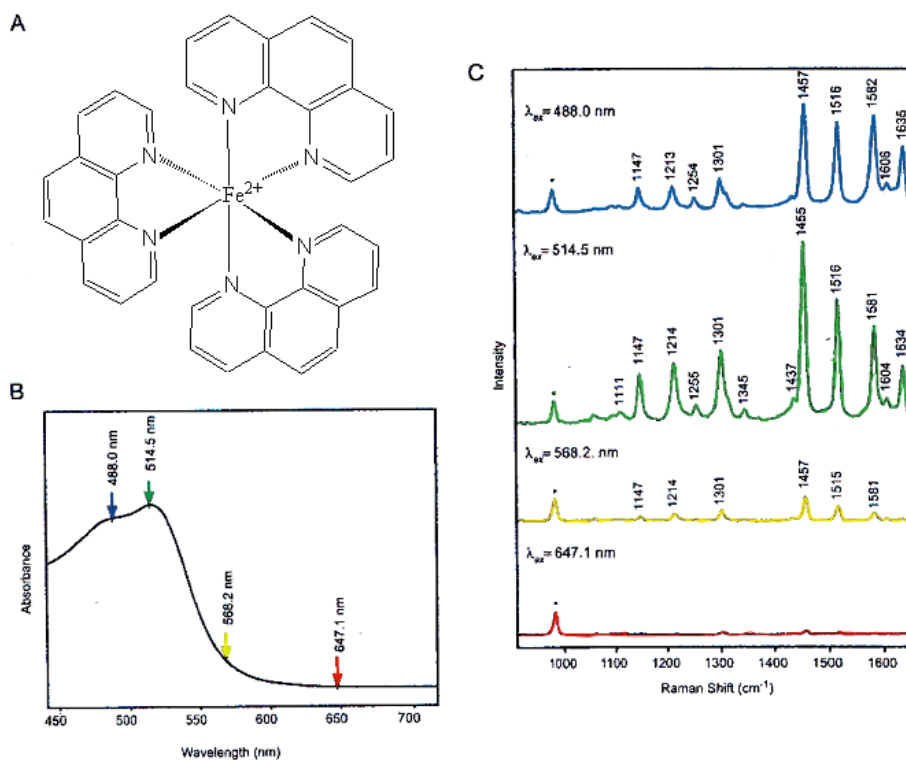 A
N
N
N
Fe2+
N
N
N
B
488.0 nm
514.5 nm
568.2 nm
647.1 nm
Absorbance
450 500 550 600 650 700
Wavelength (nm)
C
λex= 488.0 nm
*
1147
1213
1254
1301
1457
1516
1582
1606
1635
λex= 514.5 nm
*
1111
1147
1214
1255
1301
1345
1437
1455
1516
1581
1604
1634
λex= 568.2. nm
*
1147
1214
1301
1457
1515
1581
λex= 647.1 nm
*
Intensity
1000 1100 1200 1300 1400 1500 1600
Raman Shift (cm-1)